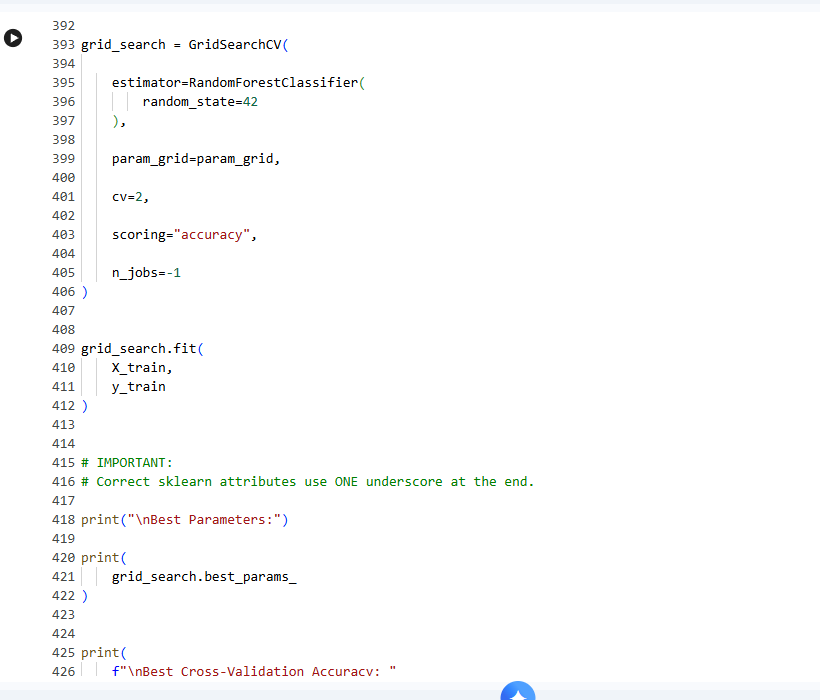 392
393 grid_search = GridSearchCV(
394
395     estimator=RandomForestClassifier(
396         random_state=42
397     ),
398
399     param_grid=param_grid,
400
401     cv=2,
402
403     scoring="accuracy",
404
405     n_jobs=-1
406 )
407
408
409 grid_search.fit(
410     X_train,
411     y_train
412 )
413
414
415 # IMPORTANT:
416 # Correct sklearn attributes use ONE underscore at the end.
417
418 print("\nBest Parameters:")
419
420 print(
421     grid_search.best_params_
422 )
423
424
425 print(
426     f"\nBest Cross-Validation Accuracy: "